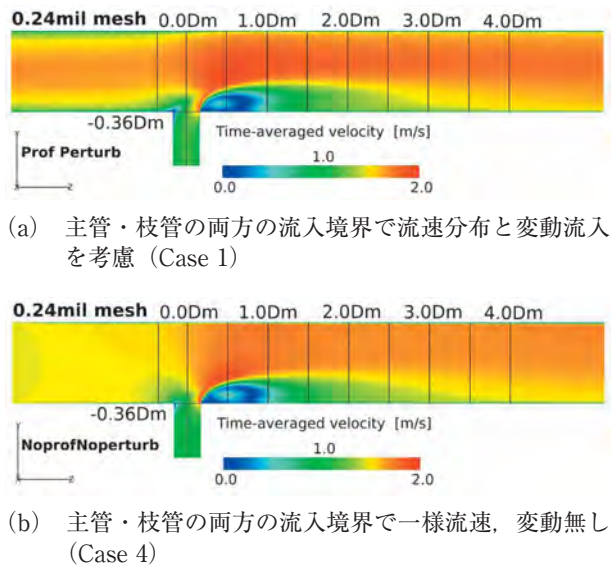 0.24mil mesh 0.0Dm 1.0Dm 2.0Dm 3.0Dm 4.0Dm
-0.36Dm
Time-averaged velocity [m/s]
Prof Perturb
1.0
z
0.0 2.0
(a) 主管・枝管の両方の流入境界で流速分布と変動流入
を考慮（Case 1）
0.24mil mesh 0.0Dm 1.0Dm 2.0Dm 3.0Dm 4.0Dm
-0.36Dm
Time-averaged velocity [m/s]
NoprofNoperturb
1.0
z
0.0 2.0
(b) 主管・枝管の両方の流入境界で一様流速，変動無し
（Case 4）